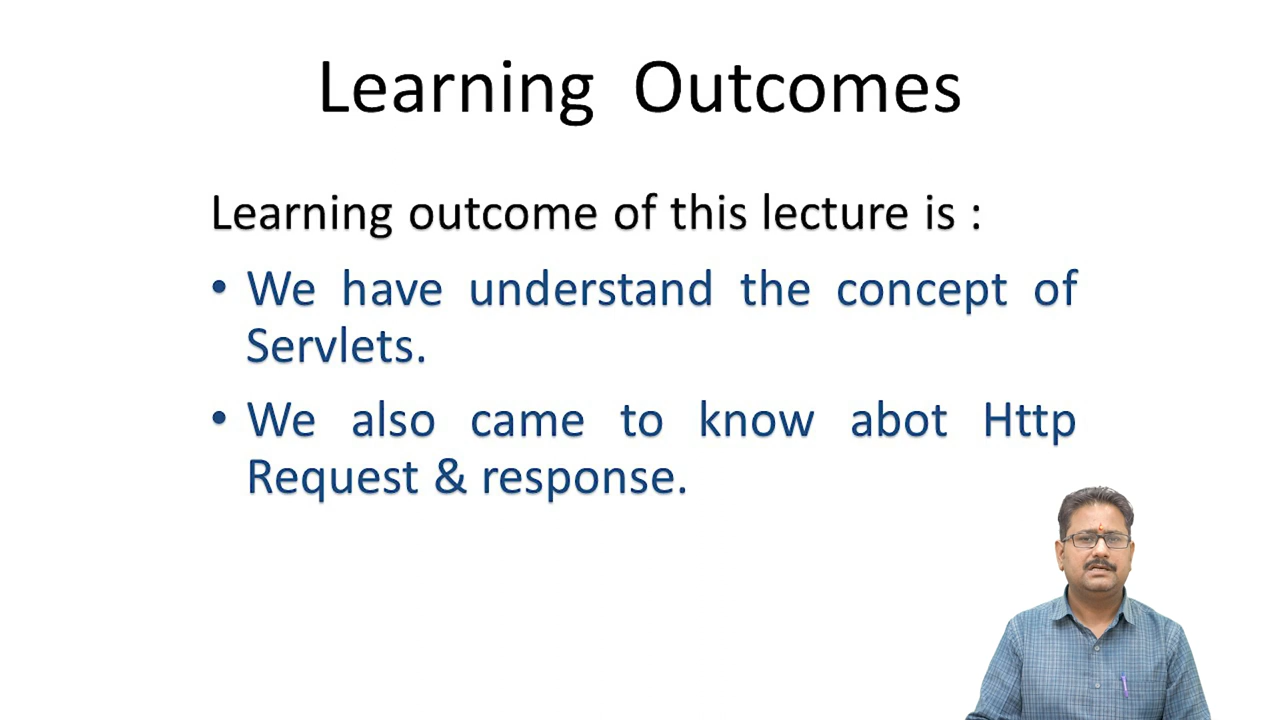 Learning Outcomes
Learning outcome of this lecture is :
• We have understand the concept of
Servlets.
• We also came to know abot Http
Request & response.